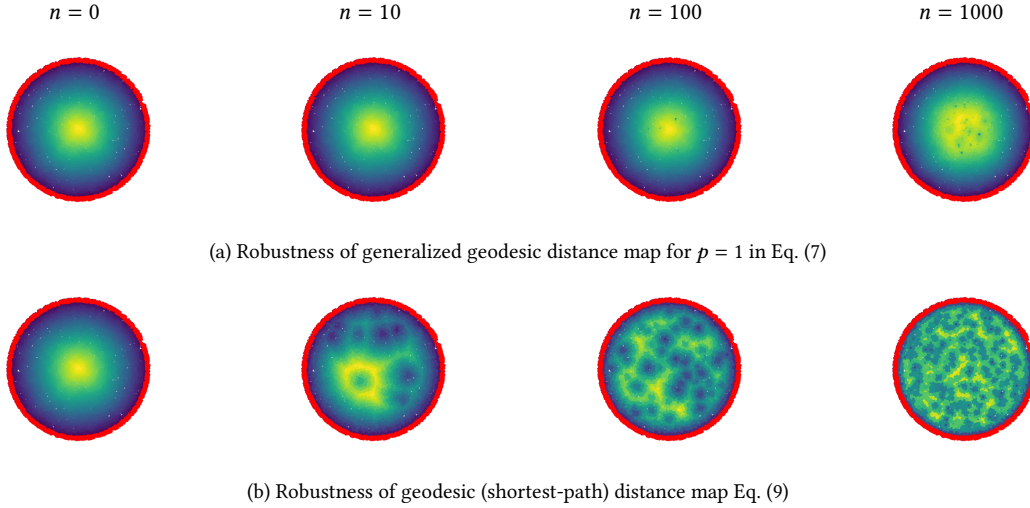 n = 0 n = 10 n = 100 n = 1000
(a) Robustness of generalized geodesic distance map for p = 1 in Eq. (7)
(b) Robustness of geodesic (shortest-path) distance map Eq. (9)